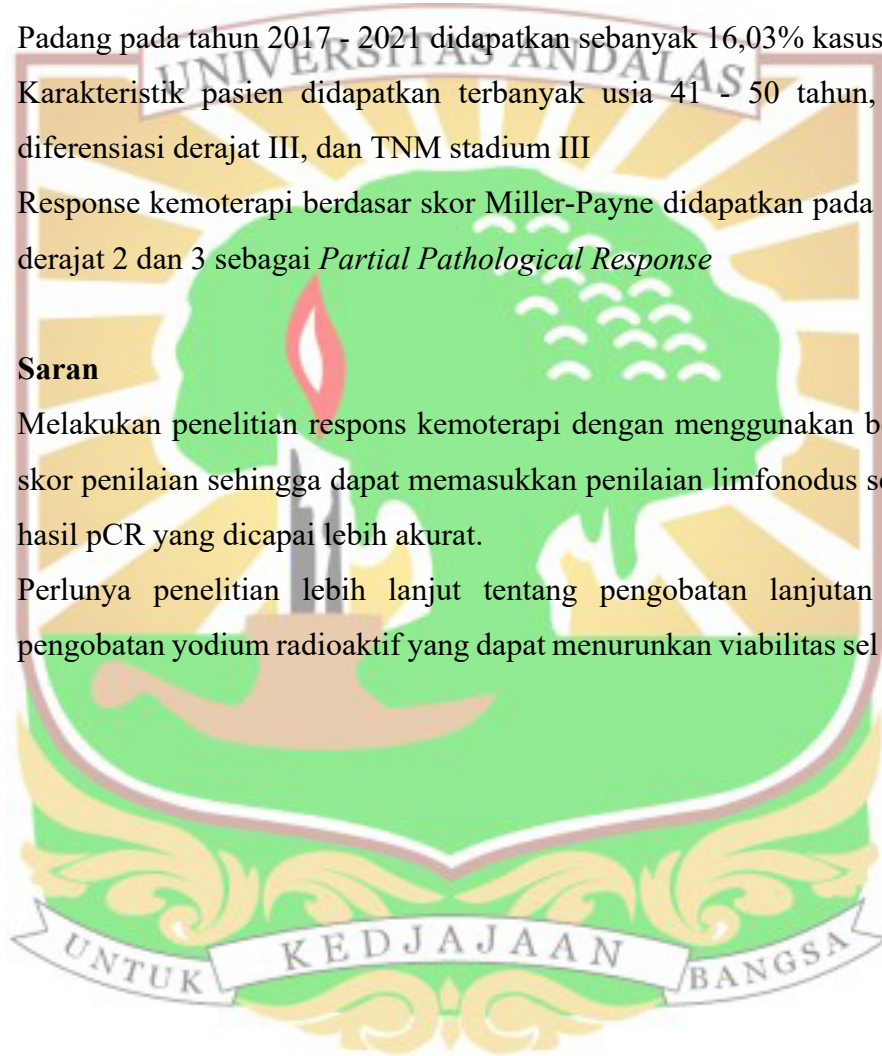 Padang pada tahun 2017 - 2021 didapatkan sebanyak 16,03% kasus
UNIVERSITAS ANDALAS
Karakteristik pasien didapatkan terbanyak usia 41 - 50 tahun,
diferensiasi derajat III, dan TNM stadium III
Response kemoterapi berdasar skor Miller-Payne didapatkan pada
derajat 2 dan 3 sebagai Partial Pathological Response
Saran
Melakukan penelitian respons kemoterapi dengan menggunakan
skor penilaian sehingga dapat memasukkan penilaian limfonodus
hasil pCR yang dicapai lebih akurat.
Perlunya penelitian lebih lanjut tentang pengobatan lanjutan
pengobatan yodium radioaktif yang dapat menurunkan viabilitas sel
UNTUK KEDJAJAAN BANGSA